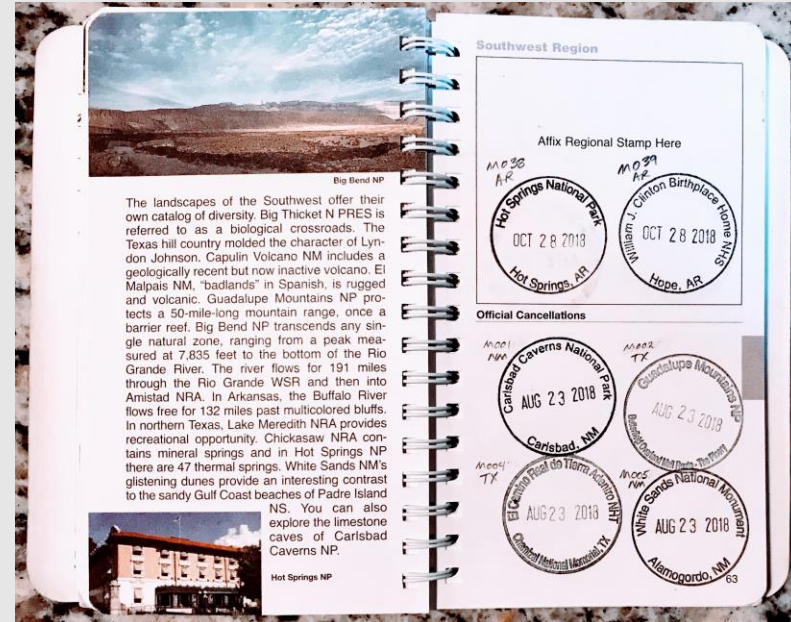 Big Bend NP
The landscapes of the Southwest offer their
own catalog of diversity. Big Thicket N PRES is
referred to as a biological crossroads. The
Texas hill country molded the character of Lyn-
don Johnson. Capulin Volcano NM includes a
geologically recent but now inactive volcano. El
Malpais NM, “badlands” in Spanish, is rugged
and volcanic. Guadalupe Mountains NP pro-
tects a 50-mile-long mountain range, once a
barrier reef. Big Bend NP transcends any sin-
gle natural zone, ranging from a peak mea-
sured at 7,835 feet to the bottom of the Rio
Grande River. The river flows for 191 miles
through the Rio Grande WSR and then into
Amistad NRA. In Arkansas, the Buffalo River
flows free for 132 miles past multicolored bluffs.
In northern Texas, Lake Meredith NRA provides
recreational opportunity. Chickasaw NRA con-
tains mineral springs and in Hot Springs NP
there are 47 thermal springs. White Sands NM's
glistening dunes provide an interesting contrast
to the sandy Gulf Coast beaches of Padre Island
NS. You can also
explore the limestone
caves of Carlsbad
Caverns NP.
Hot Springs NP
Southwest Region
Affix Regional Stamp Here
M038
AR
Hot Springs National Park
OCT 28 2018
Hot Springs, AR
M039
AR
William J. Clinton Birthplace Home NHS
OCT 28 2018
Hope, AR
Official Cancellations
M001
NM
Carlsbad Caverns National Park
AUG 23 2018
Carlsbad, NM
M002
TX
Guadalupe Mountains NP
AUG 23 2018
Butterfield Overland Mail Route - The Pinery
M004
TX
El Camino Real de Tierra Adentro NHT
AUG 23 2018
Chamizal National Memorial, TX
M005
NM
White Sands National Monument
AUG 23 2018
Alamogordo, NM
63